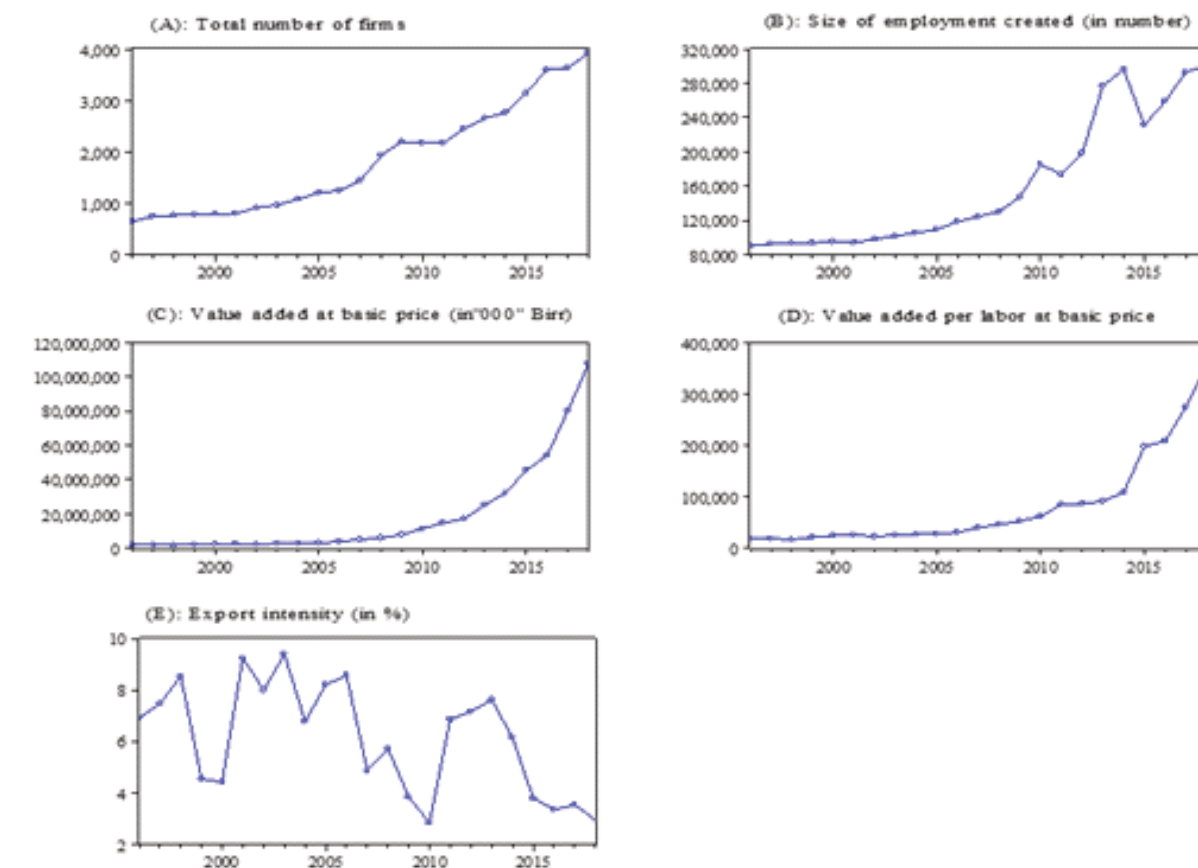 (A): Total number of firms
4,000
3,000
2,000
1,000
0
2000 2005 2010 2015
(B): Size of employment created (in number)
320,000
280,000
240,000
200,000
160,000
120,000
80,000
2000 2005 2010 2015
(C): Value added at basic price (in"000" Birr)
120,000,000
100,000,000
80,000,000
60,000,000
40,000,000
20,000,000
0
2000 2005 2010 2015
(D): Value added per labor at basic price
400,000
300,000
200,000
100,000
0
2000 2005 2010 2015
(E): Export intensity (in %)
10
8
6
4
2
2000 2005 2010 2015